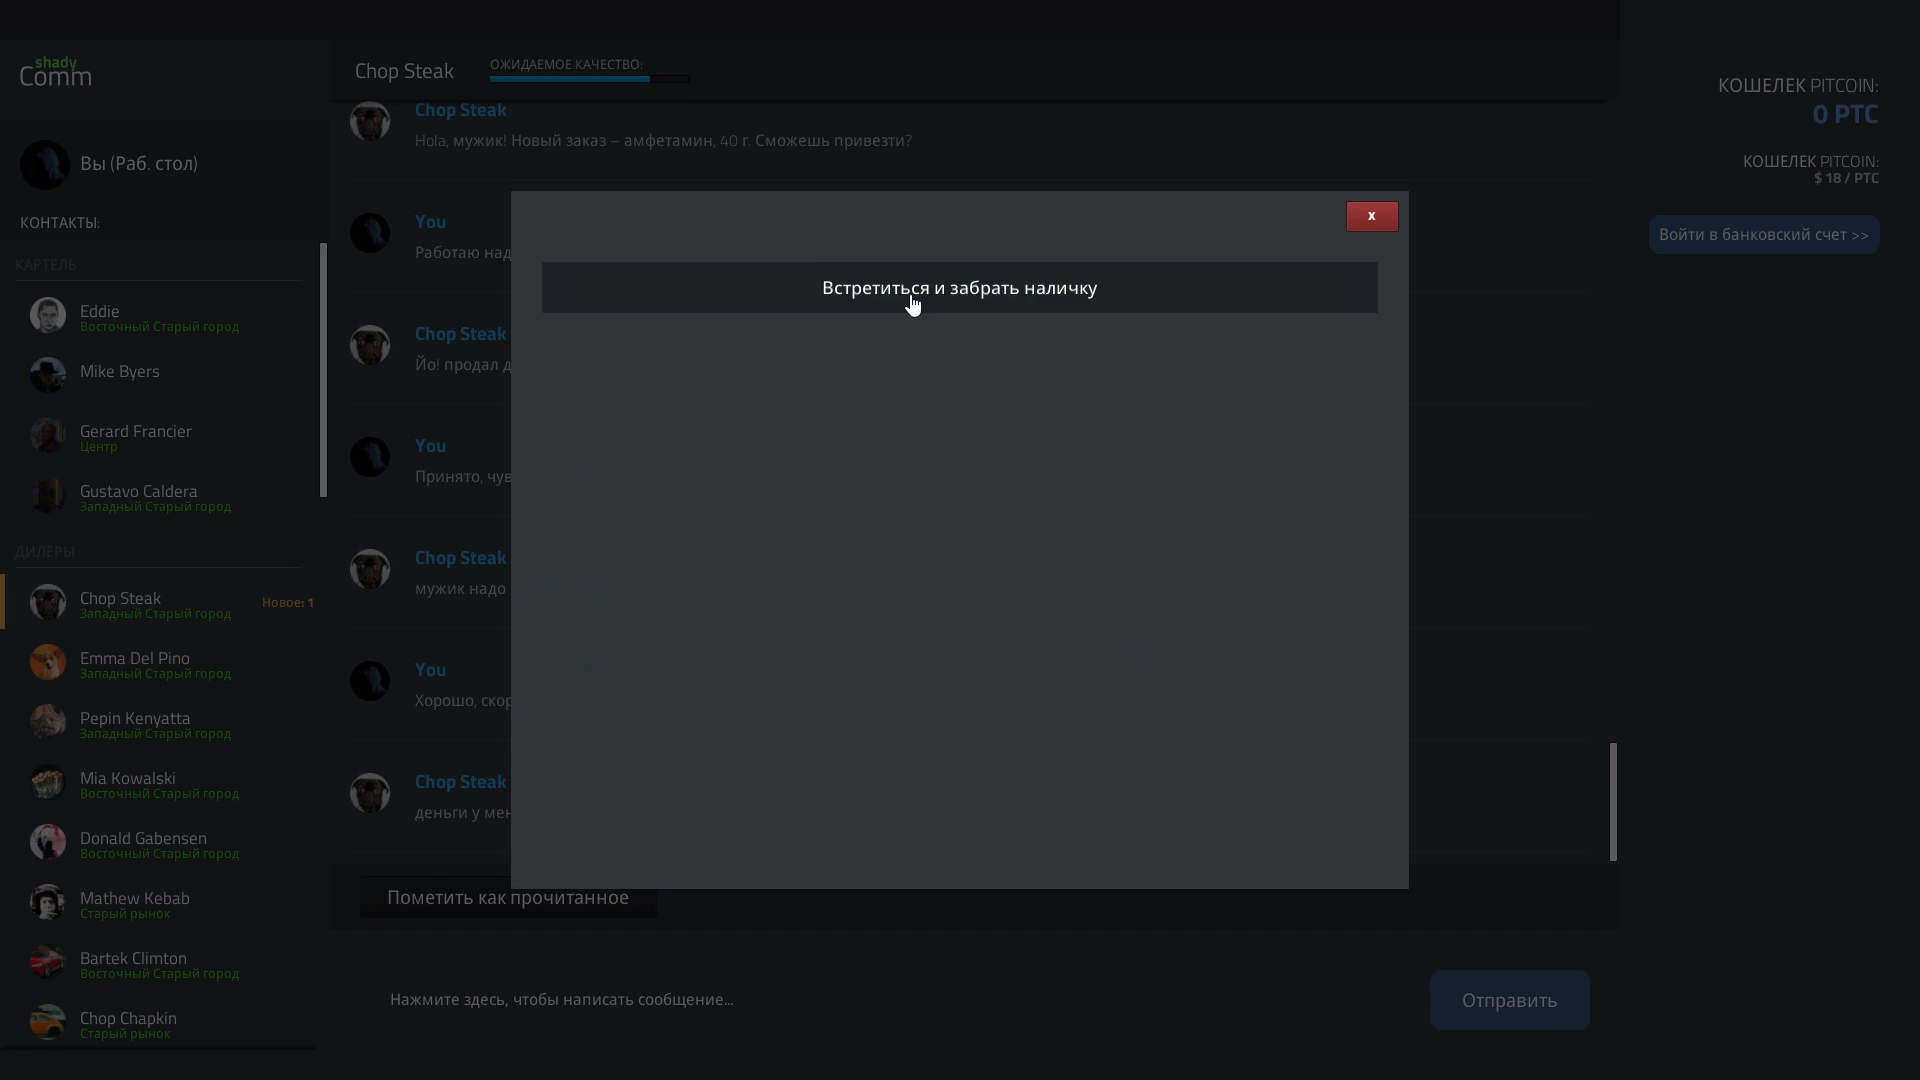 shady
Comm
Вы (Раб. стол)
КОНТАКТЫ:
КАРТЕЛЬ
Eddie
Восточный Старый город
Mike Byers
Gerard Francier
Центр
Gustavo Caldera
Западный Старый город
ДИЛЕРЫ
Chop Steak
Западный Старый город
Новое: 1
Emma Del Pino
Западный Старый город
Pepin Kenyatta
Западный Старый город
Mia Kowalski
Восточный Старый город
Donald Gabensen
Восточный Старый город
Mathew Kebab
Старый рынок
Bartek Climton
Восточный Старый город
Chop Chapkin
Старый рынок
Chop Steak
ОЖИДАЕМОЕ КАЧЕСТВО:
Chop Steak
Hola, мужик! Новый заказ – амфетамин, 40 г. Сможешь привезти?
You
Работаю над
Chop Steak
Йо! продал д
You
Принято, чув
Chop Steak
мужик надо
You
Хорошо, скор
Chop Steak
деньги у мен
x
Встретиться и забрать наличку
Пометить как прочитанное
Нажмите здесь, чтобы написать сообщение...
Отправить
КОШЕЛЕК PITCOIN:
0 PTC
КОШЕЛЕК PITCOIN:
$ 18 / PTC
Войти в банковский счет >>